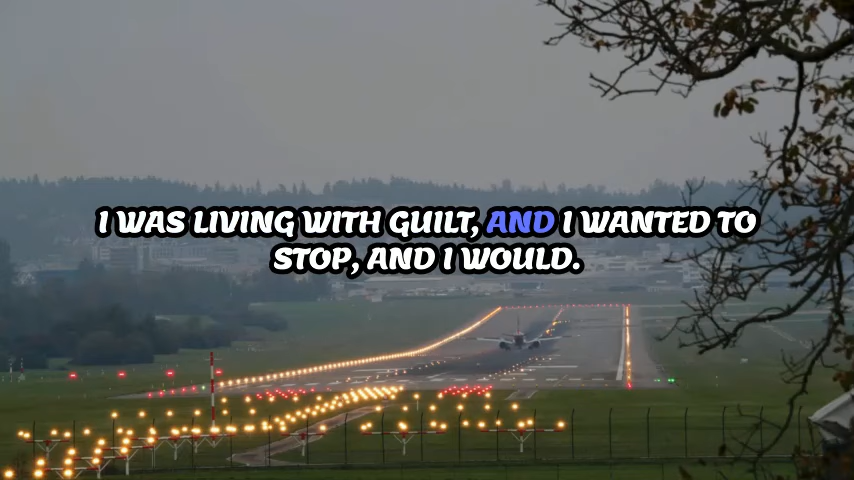 I WAS LIVING WITH GUILT, AND I WANTED TO
STOP, AND I WOULD.